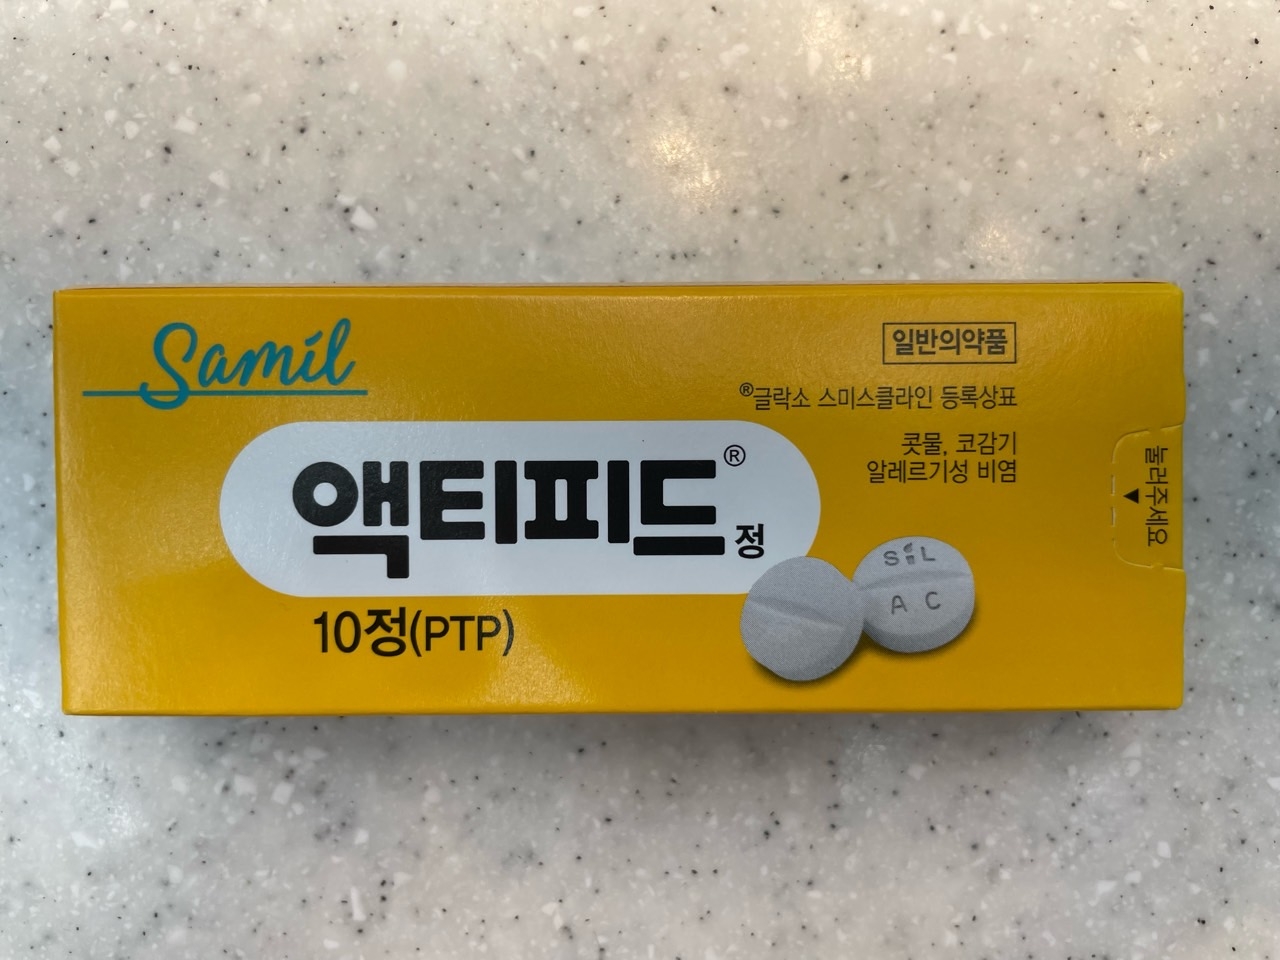 Samil
일반의약품
®글락소 스미스클라인 등록상표
콧물, 코감기
알레르기성 비염
액티피드® 정
10정(PTP)
SIL
A C
눌러주세요